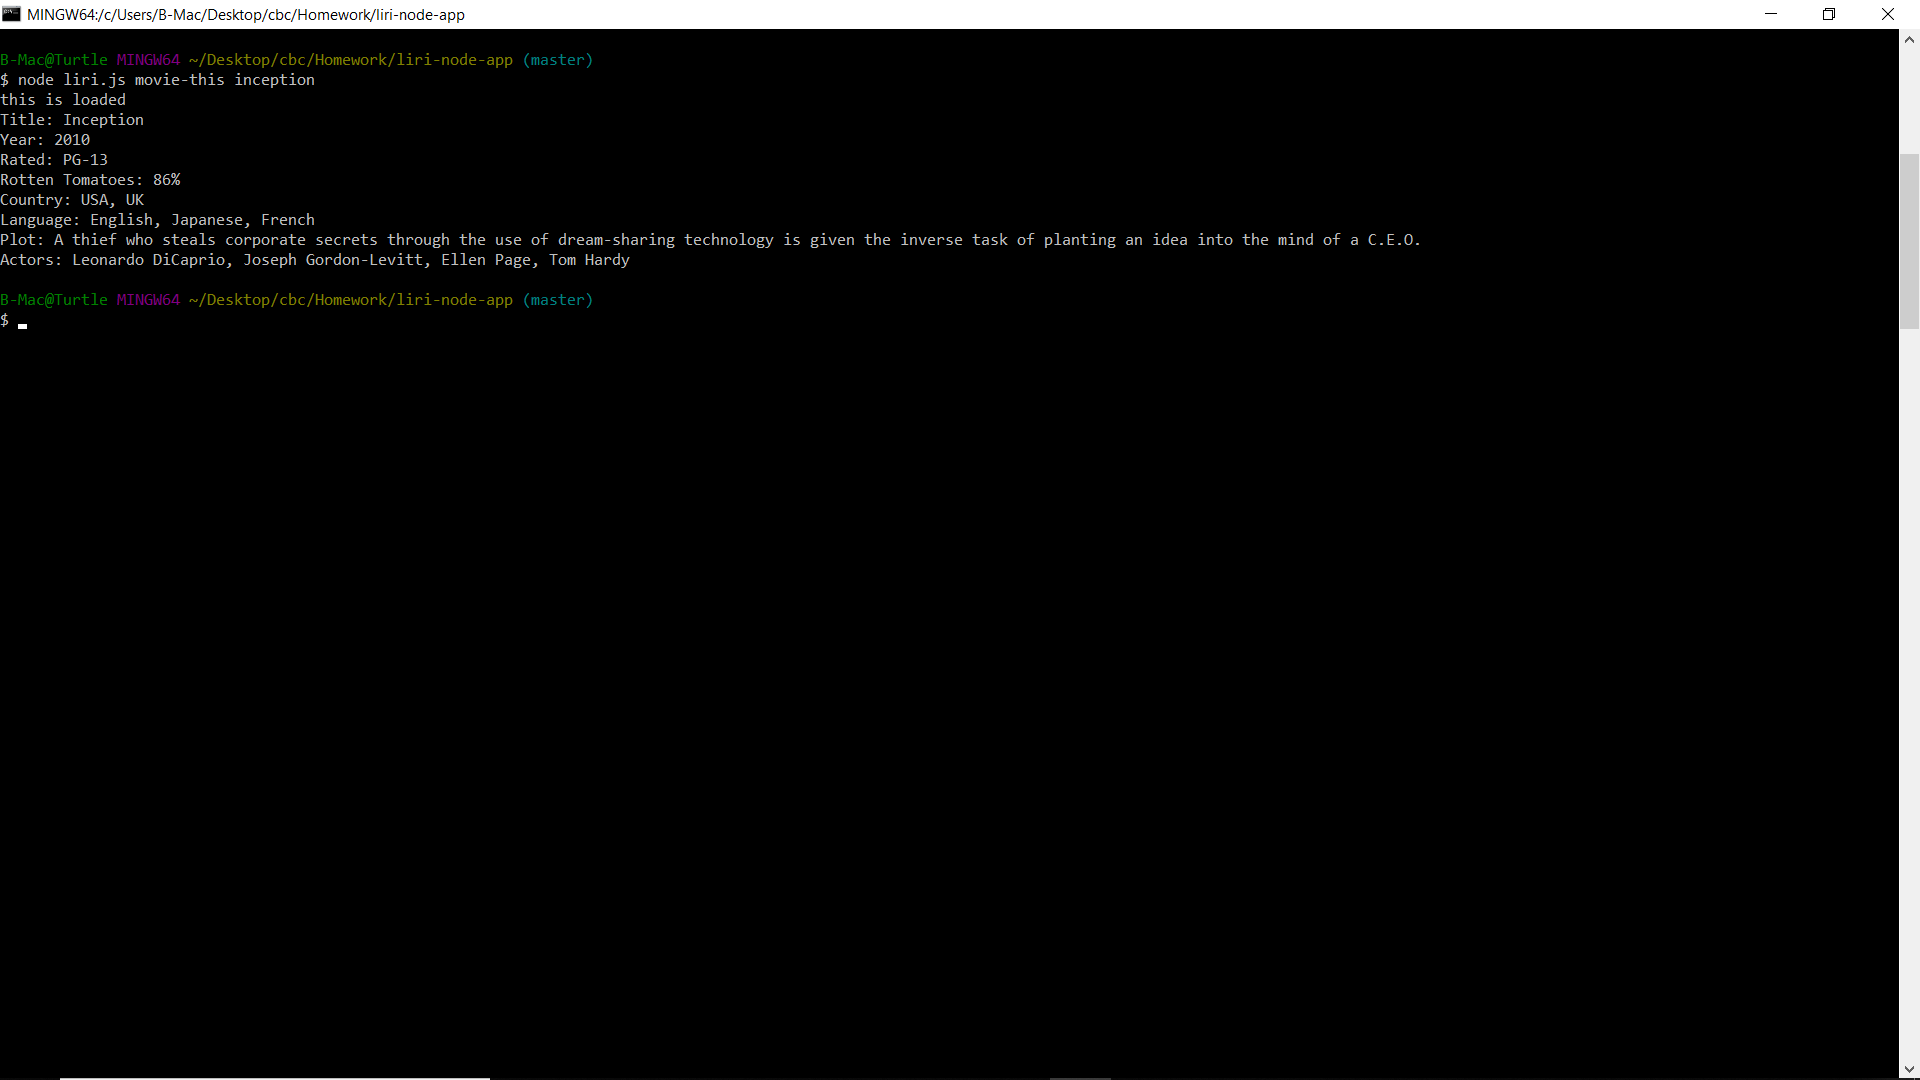 MINGW64:/c/Users/B-Mac/Desktop/cbc/Homework/liri-node-app
B-Mac@Turtle MINGW64 ~/Desktop/cbc/Homework/liri-node-app (master)
$ node liri.js movie-this inception
this is loaded
Title: Inception
Year: 2010
Rated: PG-13
Rotten Tomatoes: 86%
Country: USA, UK
Language: English, Japanese, French
Plot: A thief who steals corporate secrets through the use of dream-sharing technology is given the inverse task of planting an idea into the mind of a C.E.O.
Actors: Leonardo DiCaprio, Joseph Gordon-Levitt, Ellen Page, Tom Hardy
B-Mac@Turtle MINGW64 ~/Desktop/cbc/Homework/liri-node-app (master)
$